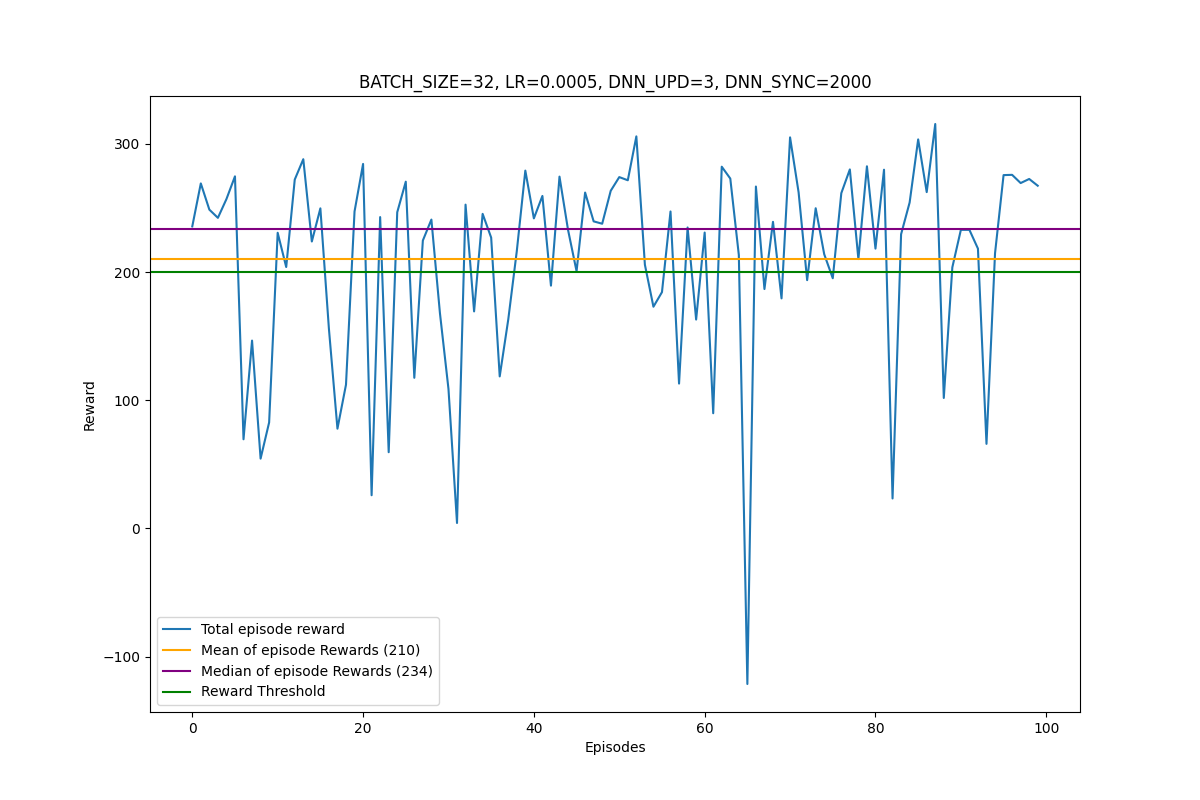 BATCH_SIZE=32, LR=0.0005, DNN_UPD=3, DNN_SYNC=2000
300
200
100
0
−100
Reward
Total episode reward
Mean of episode Rewards (210)
Median of episode Rewards (234)
Reward Threshold
0 20 40 60 80 100
Episodes